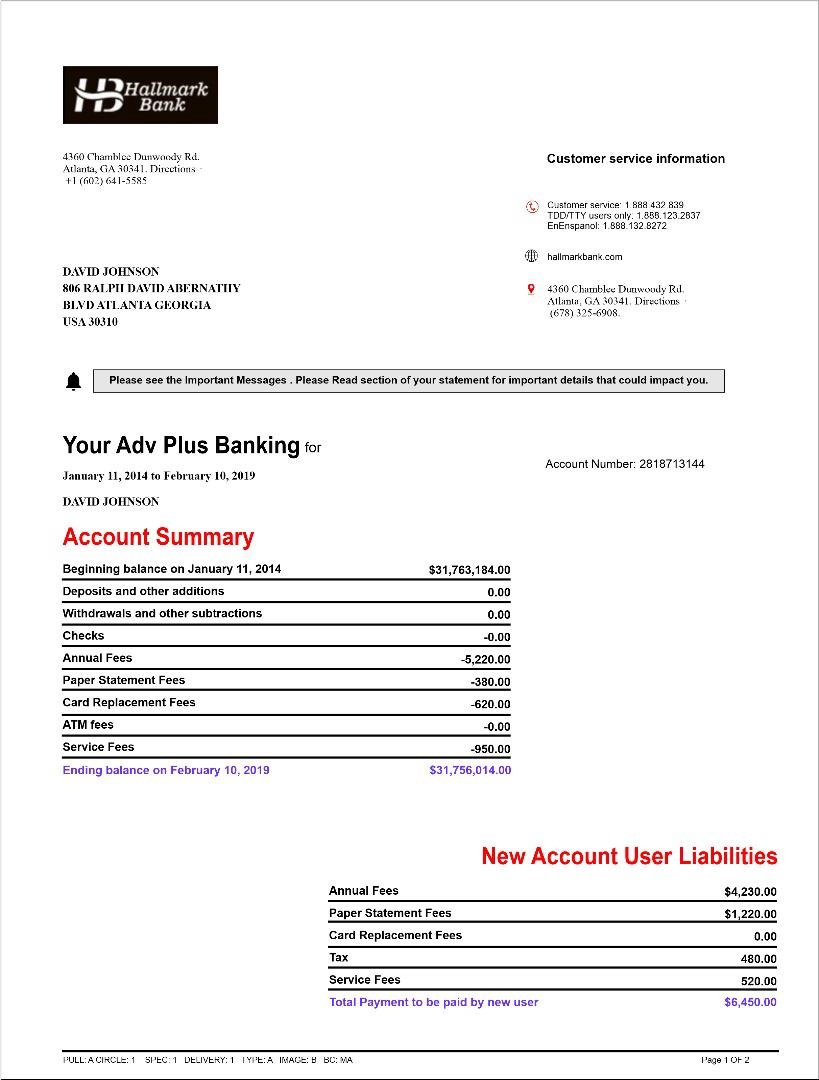 HB Hallmark
Bank
4360 Chamblee Dunwoody Rd.
Atlanta, GA 30341. Directions ·
+1 (602) 641-5585
Customer service information
Customer service: 1.888 432 839
TDD/TTY users only: 1.888.123.2837
EnEnspanol: 1.888.132.8272
hallmarkbank.com
4360 Chamblee Dunwoody Rd.
Atlanta, GA 30341. Directions ·
(678) 325-6908.
DAVID JOHNSON
806 RALPH DAVID ABERNATHY
BLVD ATLANTA GEORGIA
USA 30310
Please see the Important Messages . Please Read section of your statement for important details that could impact you.
Your Adv Plus Banking for
January 11, 2014 to February 10, 2019
DAVID JOHNSON
Account Number: 2818713144
Account Summary
Beginning balance on January 11, 2014 $31,763,184.00
Deposits and other additions 0.00
Withdrawals and other subtractions 0.00
Checks -0.00
Annual Fees -5,220.00
Paper Statement Fees -380.00
Card Replacement Fees -620.00
ATM fees -0.00
Service Fees -950.00
Ending balance on February 10, 2019 $31,756,014.00
New Account User Liabilities
Annual Fees $4,230.00
Paper Statement Fees $1,220.00
Card Replacement Fees 0.00
Tax 480.00
Service Fees 520.00
Total Payment to be paid by new user $6,450.00
PULL: A CIRCLE: 1 SPEC: 1 DELIVERY: 1 TYPE: A IMAGE: B BC: MA
Page 1 OF 2